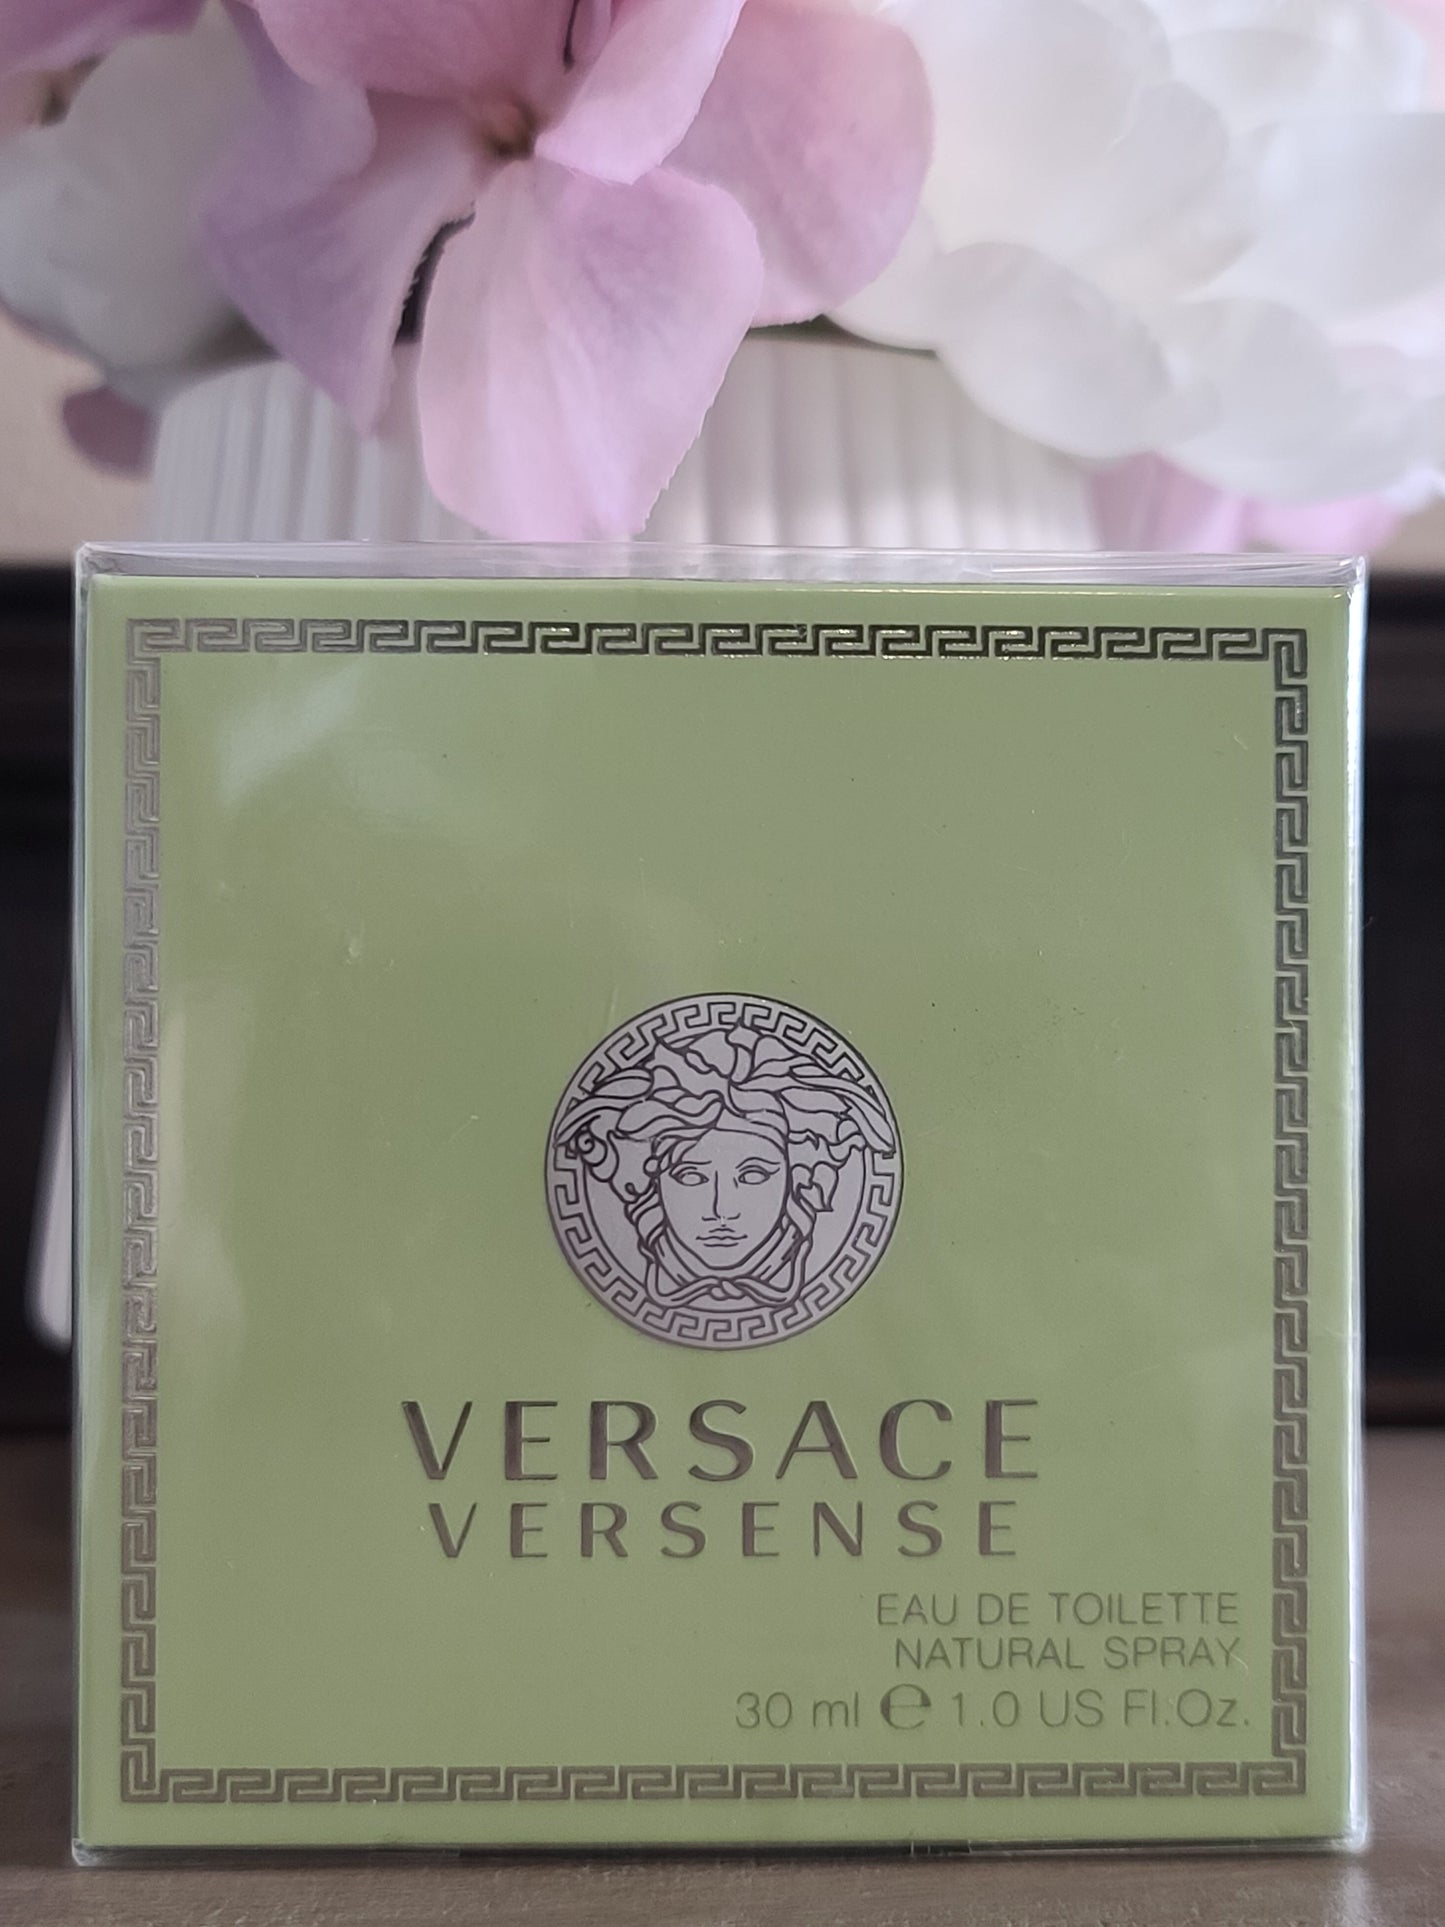 VERSACE
VERSENSE
EAU DE TOILETTE
NATURAL SPRAY
30 ml ℮ 1.0 US Fl.Oz.